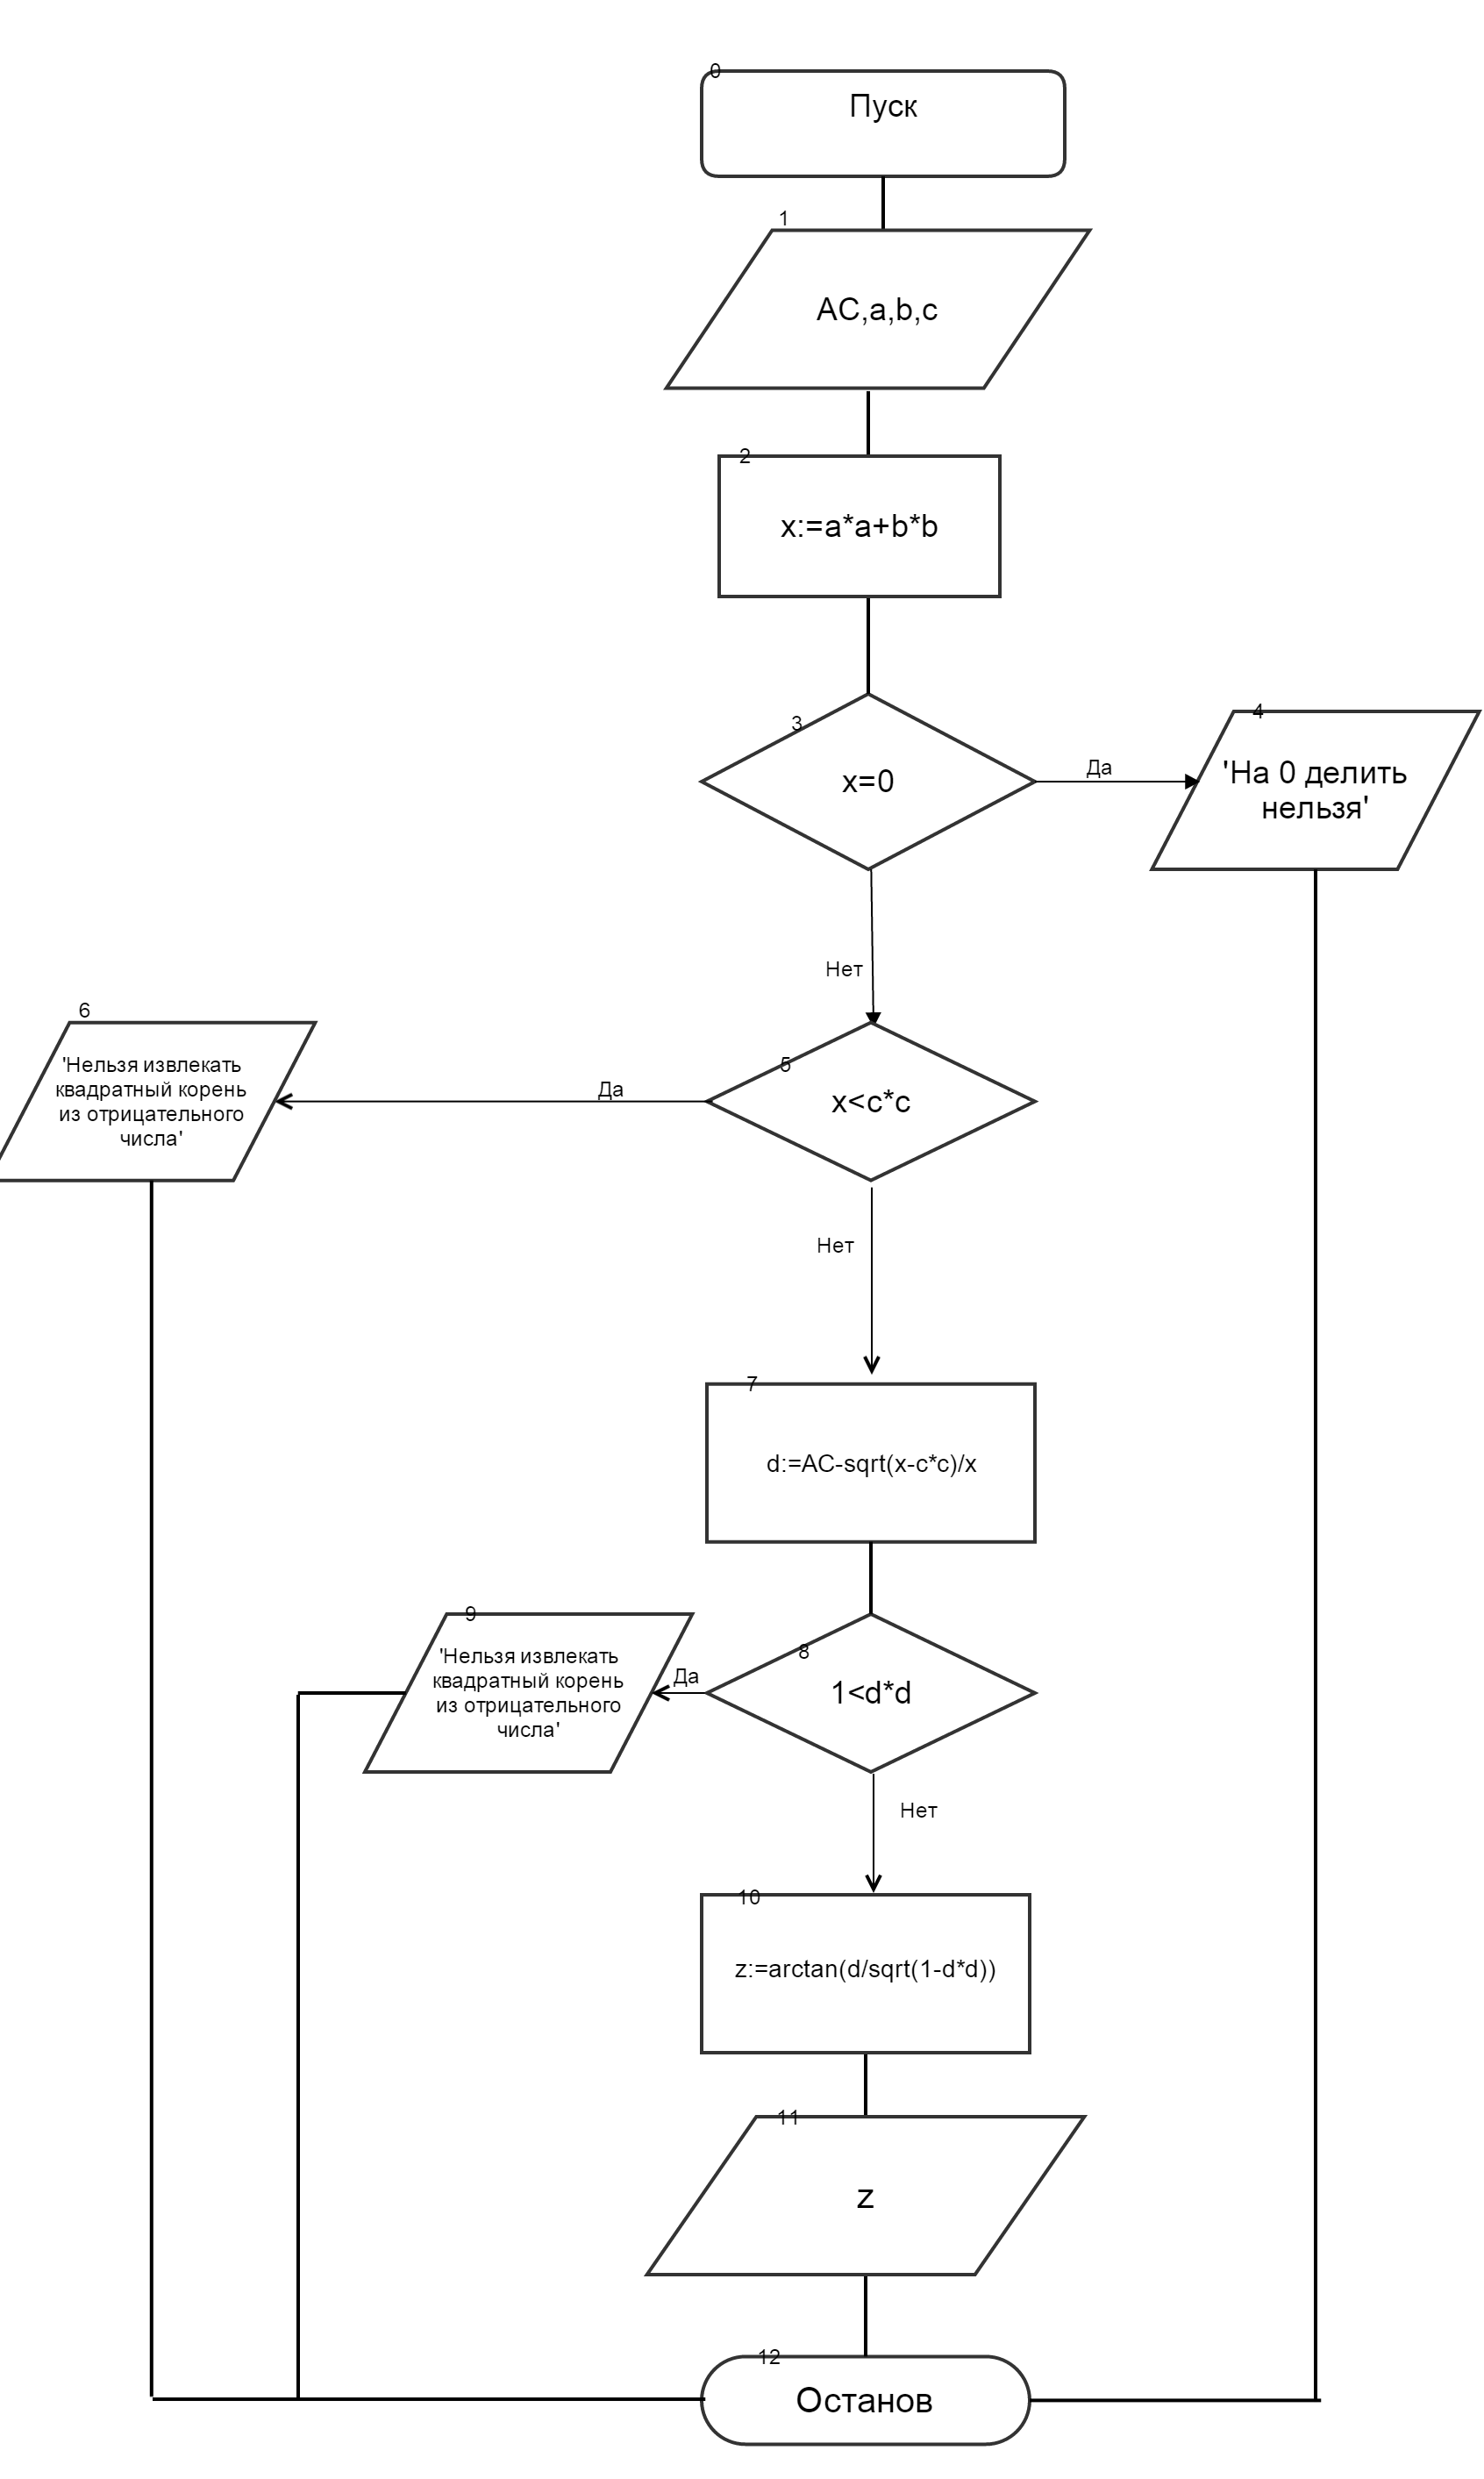 0
Пуск
1
AC,a,b,c
2
x:=a*a+b*b
3
x=0
Да
4
'На 0 делить
нельзя'
Нет
5
x<c*c
Да
6
'Нельзя извлекать
квадратный корень
из отрицательного
числа'
Нет
7
d:=AC-sqrt(x-c*c)/x
8
1<d*d
Да
9
'Нельзя извлекать
квадратный корень
из отрицательного
числа'
Нет
10
z:=arctan(d/sqrt(1-d*d))
11
z
12
Останов